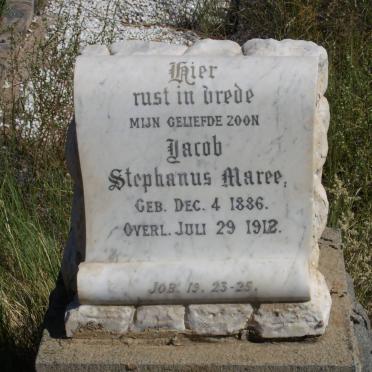 Hier
rust in vrede
MIJN GELIEFDE ZOON
Jacob
Stephanus Maree,
GEB. DEC. 4 1886.
OVERL. JULI 29 1912.
JOB. 19. 23-25.